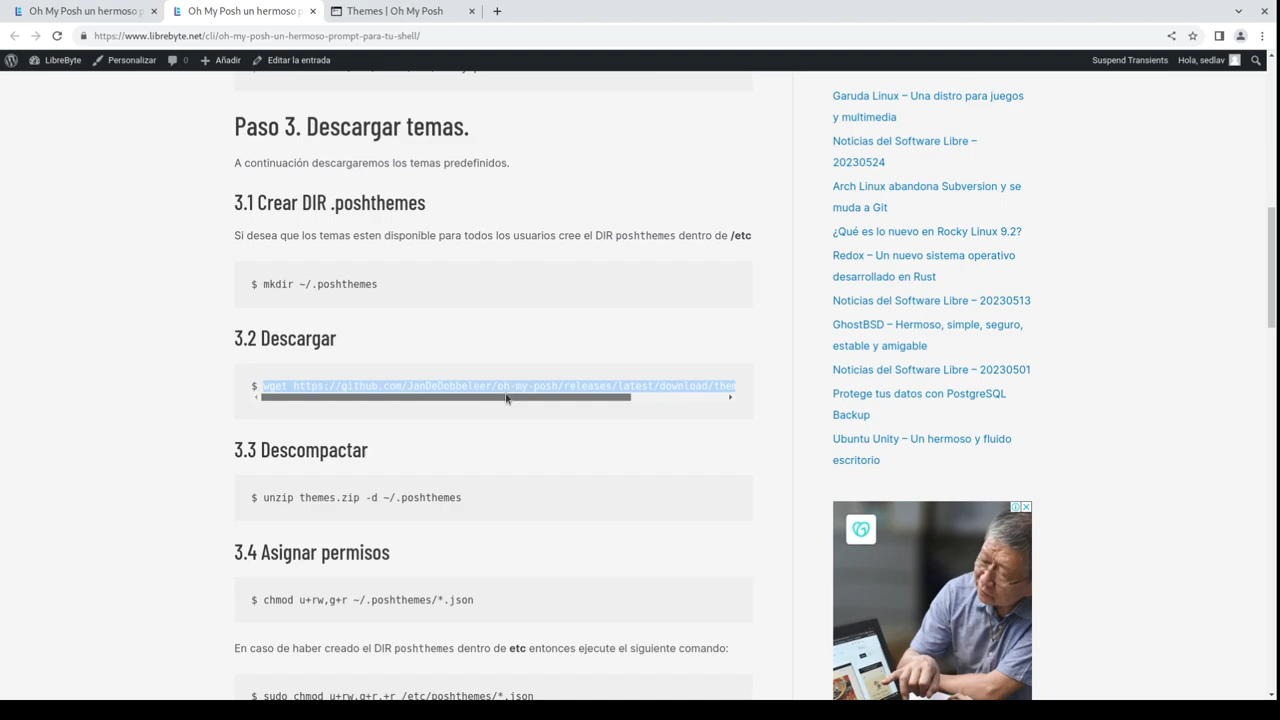 Oh My Posh un hermoso p
Oh My Posh un hermoso p
Themes | Oh My Posh
https://www.librebyte.net/cli/oh-my-posh-un-hermoso-prompt-para-tu-shell/
LibreByte
Personalizar
0
Añadir
Editar la entrada
Suspend Transients
Hola, sedlav
Paso 3. Descargar temas.
A continuación descargaremos los temas predefinidos.
3.1 Crear DIR .poshthemes
Si desea que los temas esten disponible para todos los usuarios cree el DIR poshthemes dentro de /etc
$ mkdir ~/.poshthemes
3.2 Descargar
$ wget https://github.com/JanDeDobbeleer/oh-my-posh/releases/latest/download/them
3.3 Descompactar
$ unzip themes.zip -d ~/.poshthemes
3.4 Asignar permisos
$ chmod u+rw,g+r ~/.poshthemes/*.json
En caso de haber creado el DIR poshthemes dentro de etc entonces ejecute el siguiente comando:
$ sudo chmod u+rw,g+r,+r /etc/poshthemes/*.json
Garuda Linux – Una distro para juegos
y multimedia
Noticias del Software Libre –
20230524
Arch Linux abandona Subversion y se
muda a Git
¿Qué es lo nuevo en Rocky Linux 9.2?
Redox – Un nuevo sistema operativo
desarrollado en Rust
Noticias del Software Libre – 20230513
GhostBSD – Hermoso, simple, seguro,
estable y amigable
Noticias del Software Libre – 20230501
Protege tus datos con PostgreSQL
Backup
Ubuntu Unity – Un hermoso y fluido
escritorio